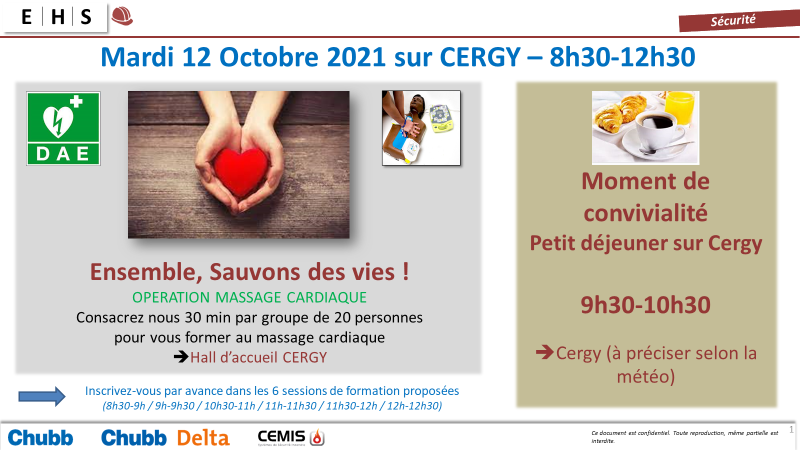 E H S
Sécurité
Mardi 12 Octobre 2021 sur CERGY – 8h30-12h30
DAE
Ensemble, Sauvons des vies !
OPERATION MASSAGE CARDIAQUE
Consacrez nous 30 min par groupe de 20 personnes
pour vous former au massage cardiaque
➔Hall d’accueil CERGY
Moment de
convivialité
Petit déjeuner sur Cergy
9h30-10h30
➔Cergy (à préciser selon la
météo)
Inscrivez-vous par avance dans les 6 sessions de formation proposées
(8h30-9h / 9h-9h30 / 10h30-11h / 11h-11h30 / 11h30-12h / 12h-12h30)
Chubb
Chubb Delta
CEMIS
Ce document est confidentiel. Toute reproduction, même partielle est
interdite.
1